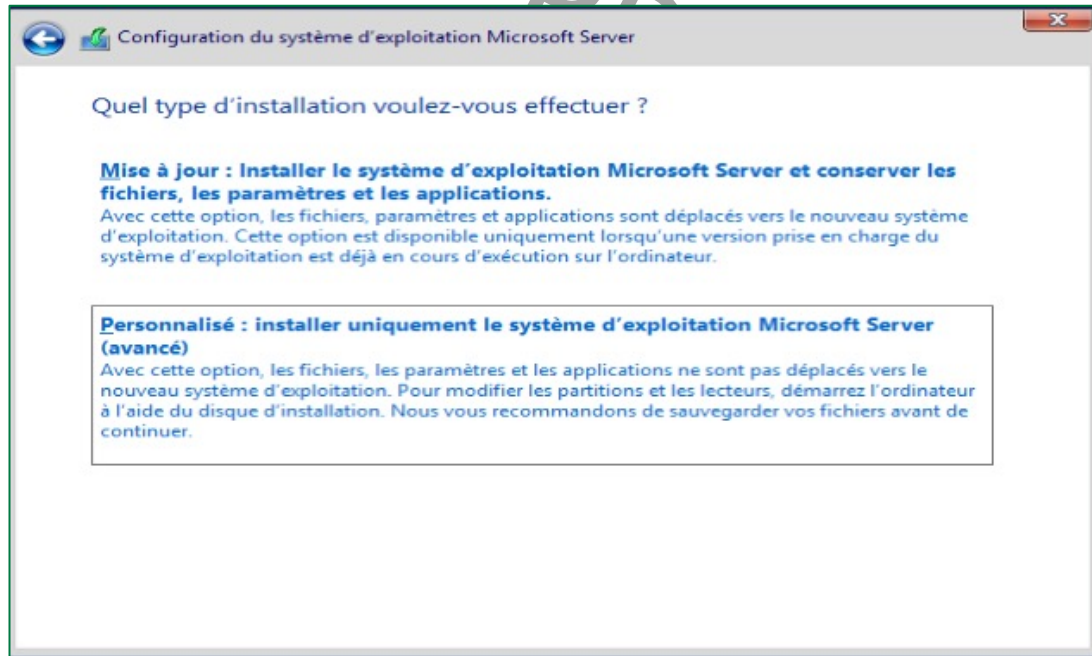 Configuration du système d'exploitation Microsoft Server
Quel type d'installation voulez-vous effectuer ?
Mise à jour : Installer le système d'exploitation Microsoft Server et conserver les
fichiers, les paramètres et les applications.
Avec cette option, les fichiers, paramètres et applications sont déplacés vers le nouveau système
d'exploitation. Cette option est disponible uniquement lorsqu'une version prise en charge du
système d'exploitation est déjà en cours d'exécution sur l'ordinateur.
Personnalisé : installer uniquement le système d'exploitation Microsoft Server
(avancé)
Avec cette option, les fichiers, les paramètres et les applications ne sont pas déplacés vers le
nouveau système d'exploitation. Pour modifier les partitions et les lecteurs, démarrez l'ordinateur
à l'aide du disque d'installation. Nous vous recommandons de sauvegarder vos fichiers avant de
continuer.